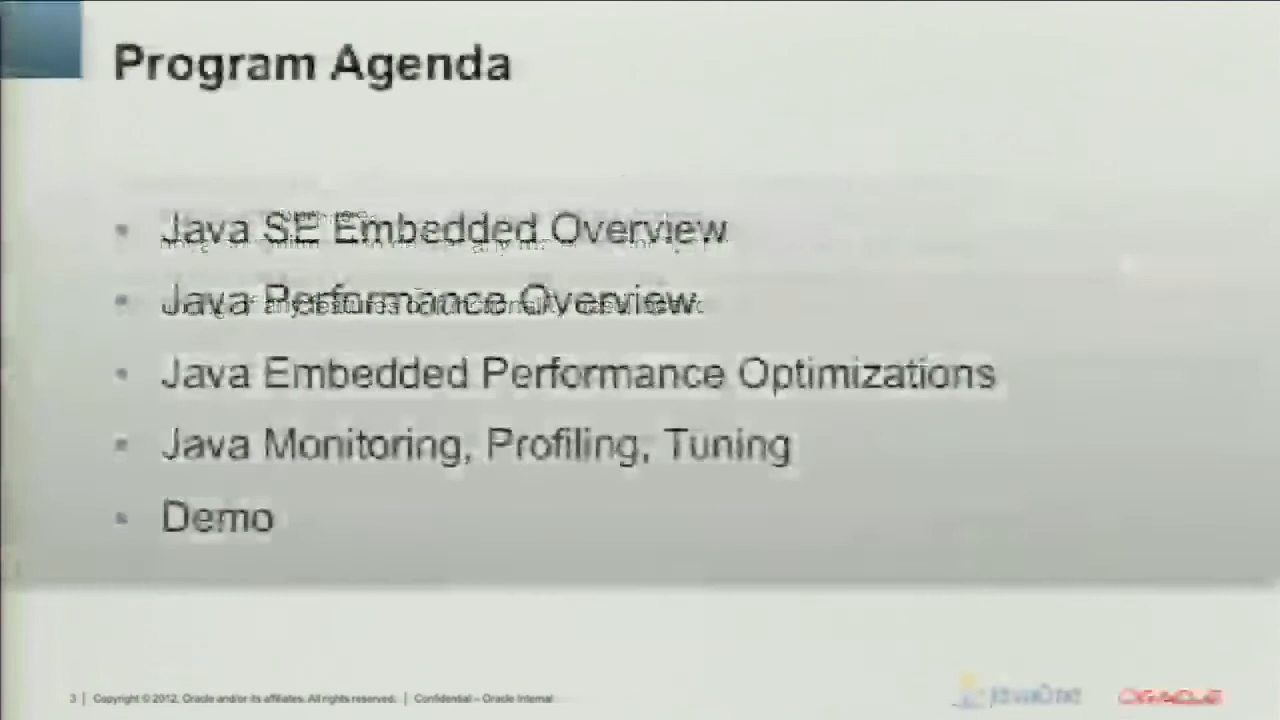 Program Agenda
Java SE Embedded Overview
Java Performance Overview
Java Embedded Performance Optimizations
Java Monitoring, Profiling, Tuning
Demo
3 | Copyright © 2012, Oracle and/or its affiliates. All rights reserved. | Confidential – Oracle Internal
JavaOne
ORACLE